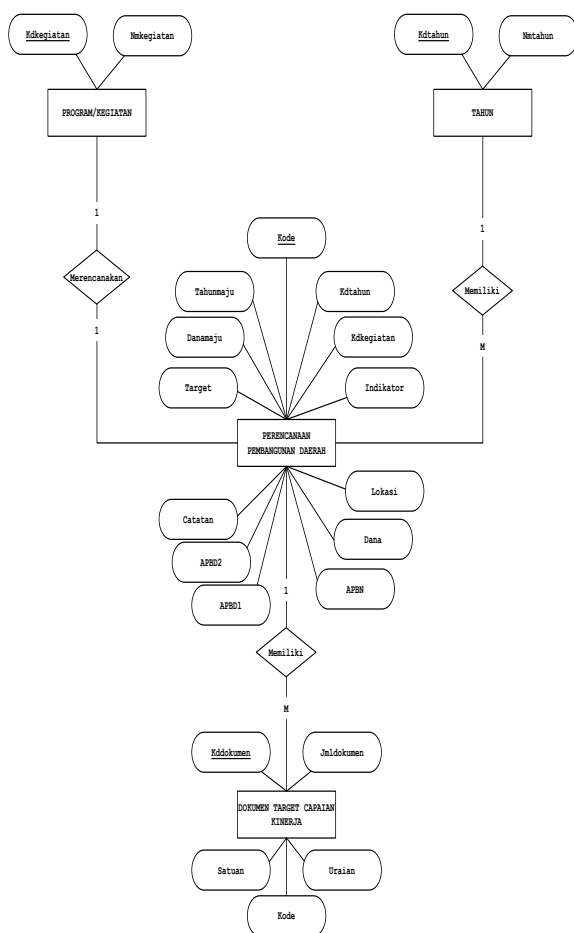 Kdkegiatan
Nmkegiatan
Kdtahun
Nmtahun
PROGRAM/KEGIATAN
TAHUN
1
1
Kode
Merencanakan
Memiliki
Tahunmaju
Kdtahun
1
Danamaju
Kdkegiatan
M
Target
Indikator
PERENCANAAN
PEMBANGUNAN DAERAH
Lokasi
Catatan
Dana
APBD2
APBN
APBD1
1
Memiliki
M
Kddokumen
Jmldokumen
DOKUMEN TARGET CAPAIAN
KINERJA
Satuan
Uraian
Kode